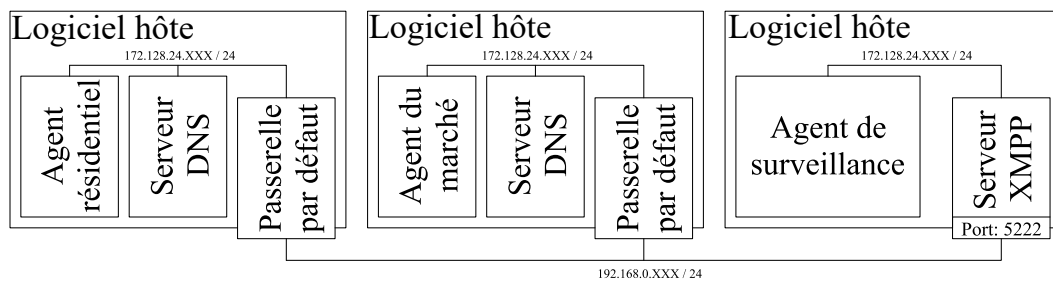 Logiciel hôte
172.128.24.XXX / 24
Agent
résidentiel
Serveur
DNS
Passerelle
par défaut
Logiciel hôte
172.128.24.XXX / 24
Agent du
marché
Serveur
DNS
Passerelle
par défaut
Logiciel hôte
172.128.24.XXX / 24
Agent de
surveillance
Serveur
XMPP
Port: 5222
192.168.0.XXX / 24